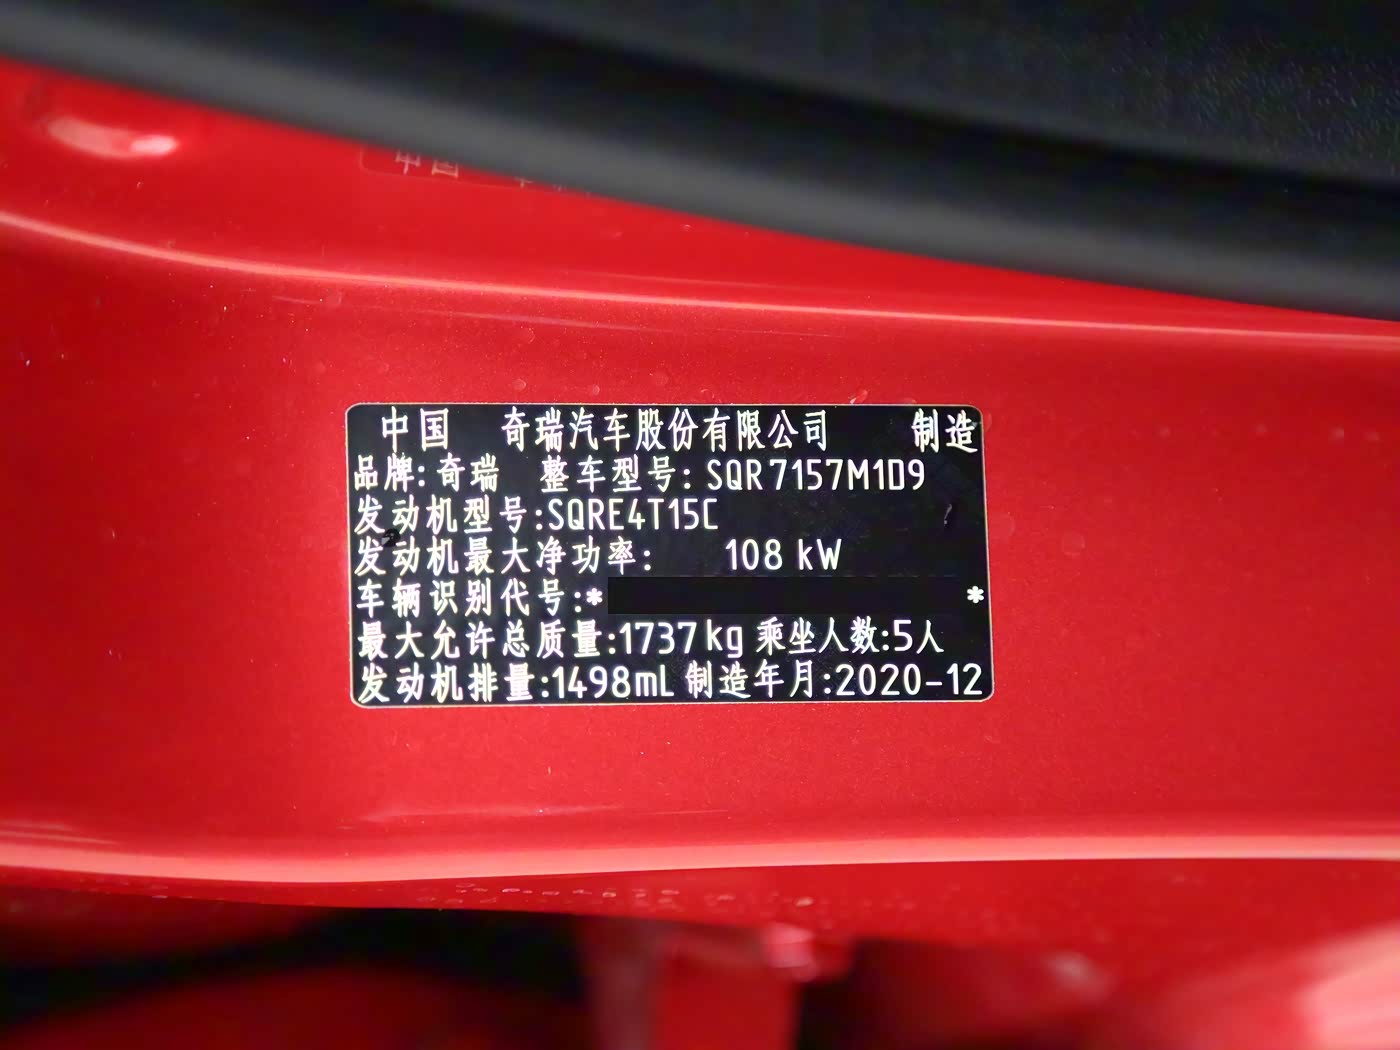 中国
中国 奇瑞汽车股份有限公司 制造
品牌:奇瑞 整车型号:SQR7157M1D9
发动机型号:SQRE4T15C
发动机最大净功率: 108 kW
车辆识别代号:* *
最大允许总质量:1737kg 乘坐人数:5人
发动机排量:1498mL 制造年月:2020-12